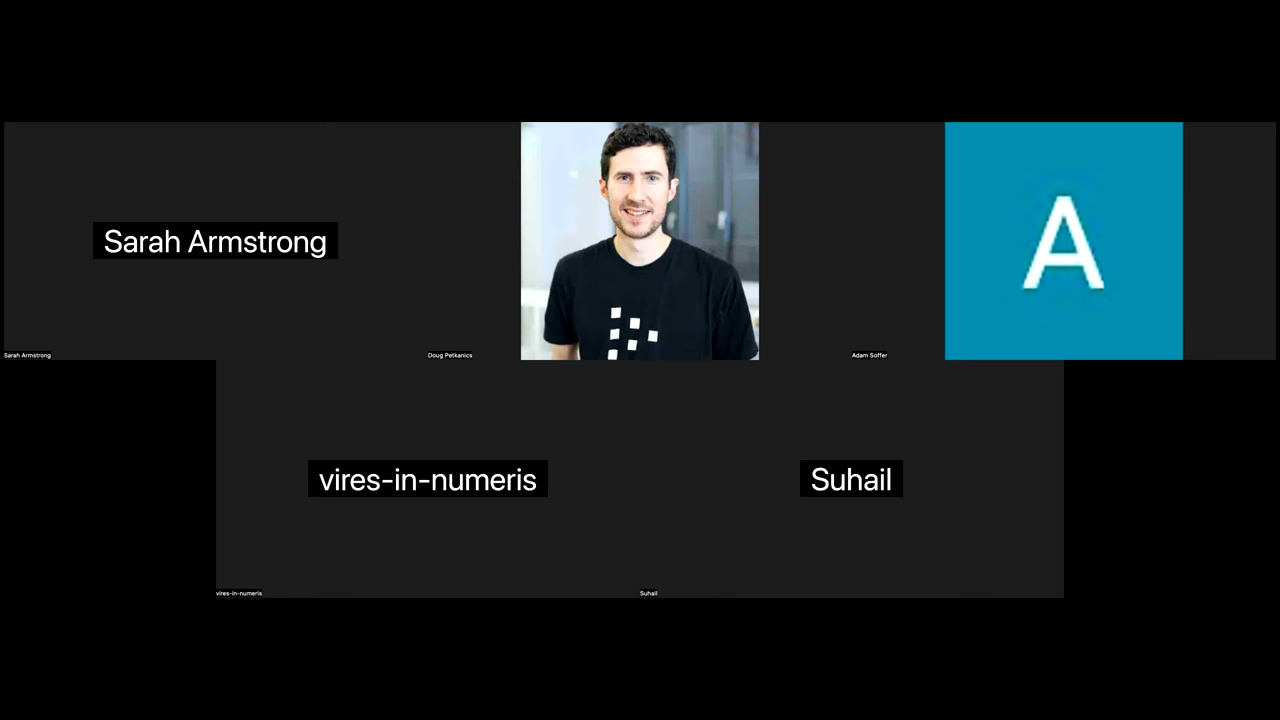 Sarah Armstrong
A
Sarah Armstrong
Doug Petkanics
Adam Soffer
vires-in-numeris
Suhail
vires-in-numeris
Suhail